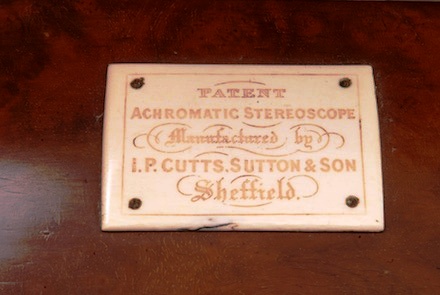 PATENT
ACHROMATIC STEREOSCOPE
Manufactured by
I.P. CUTTS. SUTTON & SON
Sheffield.